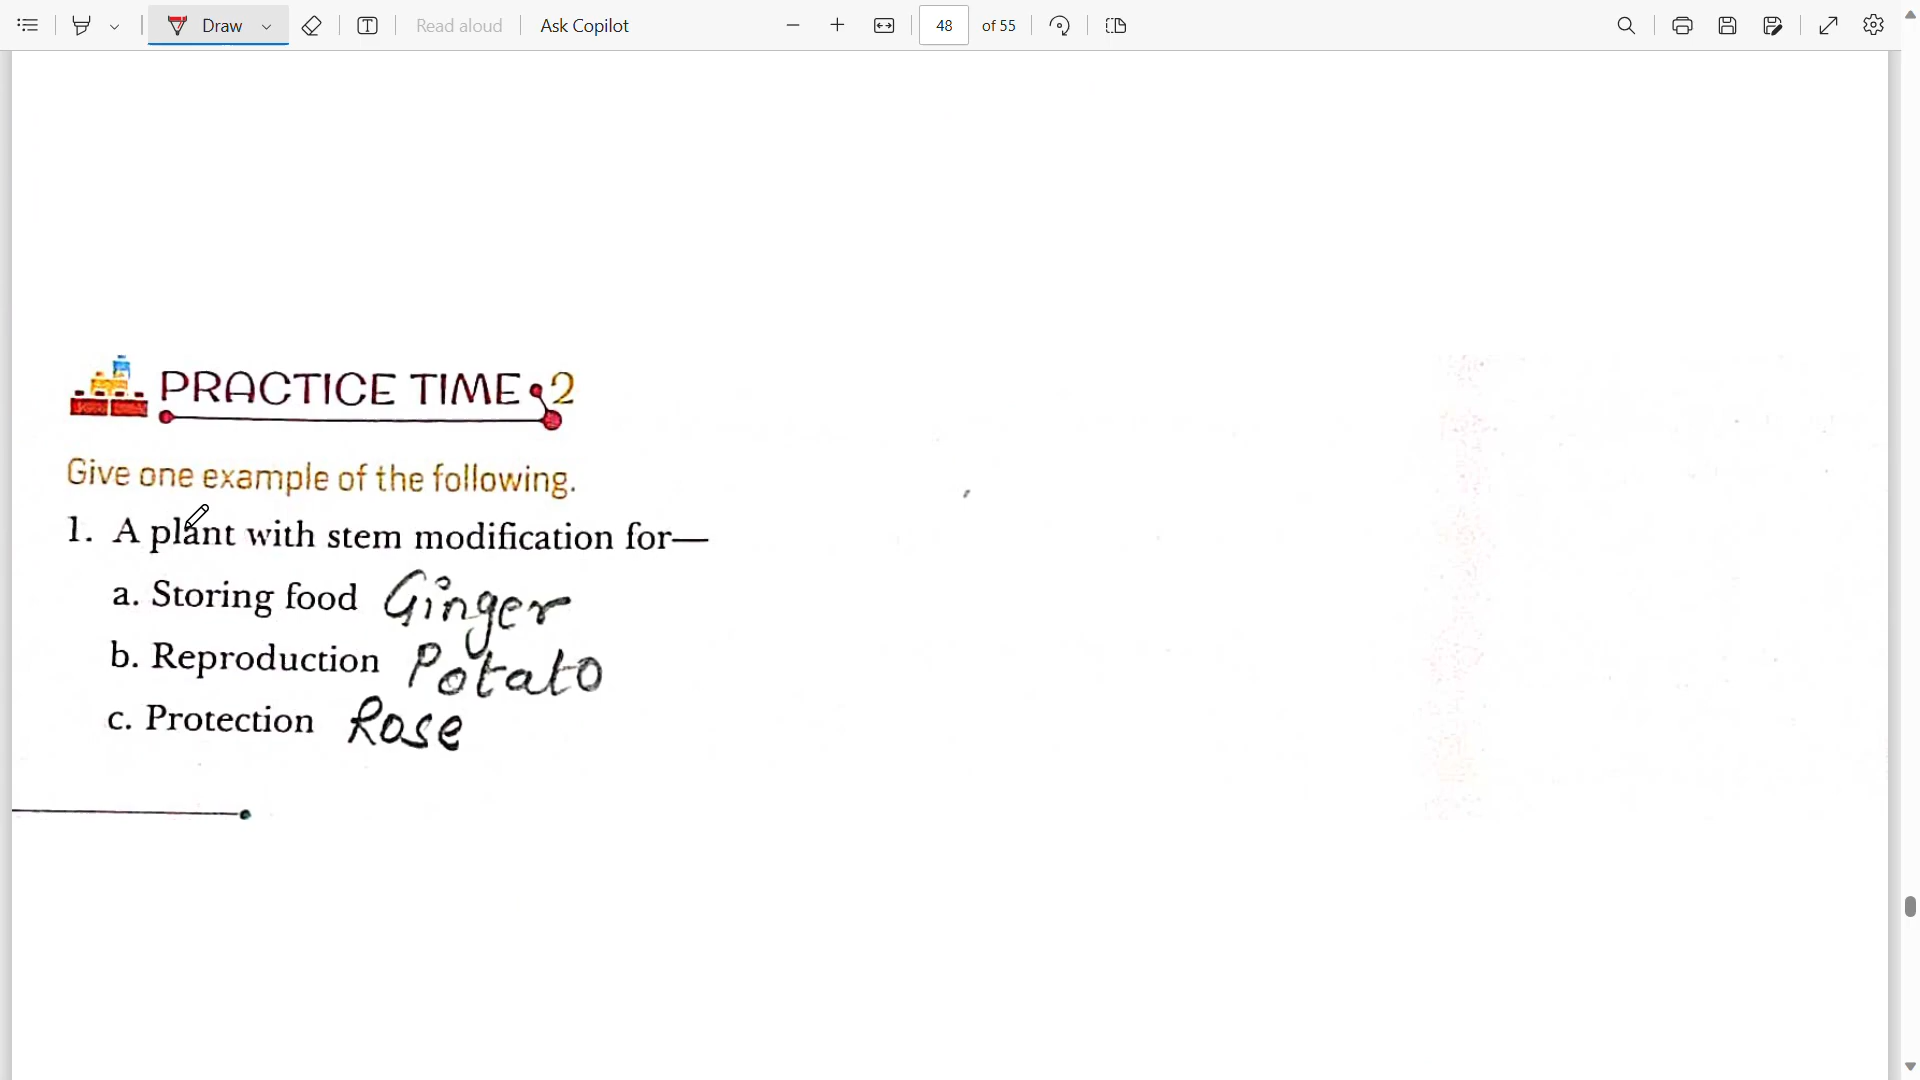 Draw Read aloud Ask Copilot 48 of 55
PRACTICE TIME 2
Give one example of the following.
1. A plant with stem modification for—
a. Storing food Ginger
b. Reproduction Potato
c. Protection Rose